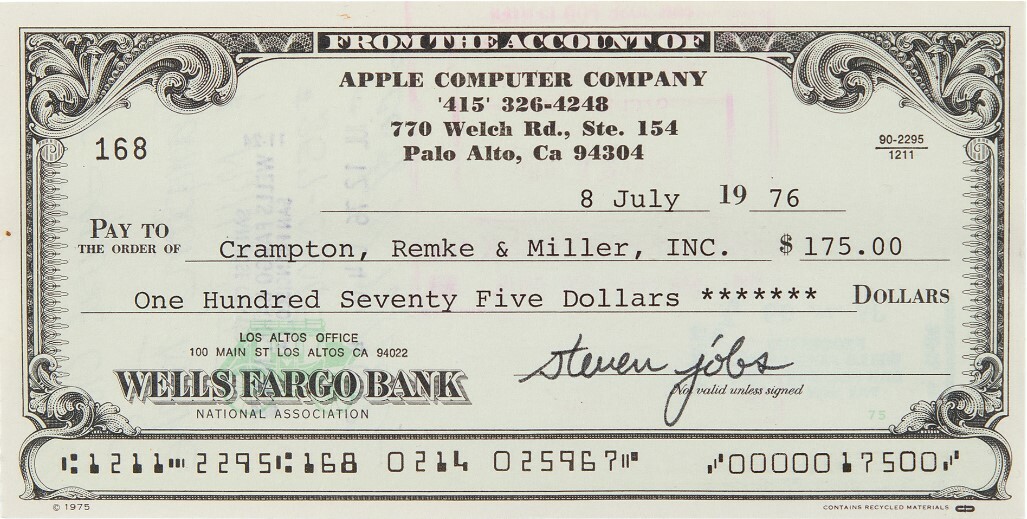 FROM THE ACCOUNT OF
APPLE COMPUTER COMPANY
'415' 326-4248
770 Welch Rd., Ste. 154
Palo Alto, Ca 94304
168
90-2295
1211
8 July 19 76
PAY TO
THE ORDER OF Crampton, Remke & Miller, INC. $ 175.00
One Hundred Seventy Five Dollars ******* DOLLARS
LOS ALTOS OFFICE
100 MAIN ST LOS ALTOS CA 94022
WELLS FARGO BANK
NATIONAL ASSOCIATION
steven jobs
Not valid unless signed
75
⑆1211⑉2295⑆168 0214 025967⑈ ⑇0000017500⑇
© 1975
CONTAINS RECYCLED MATERIALS